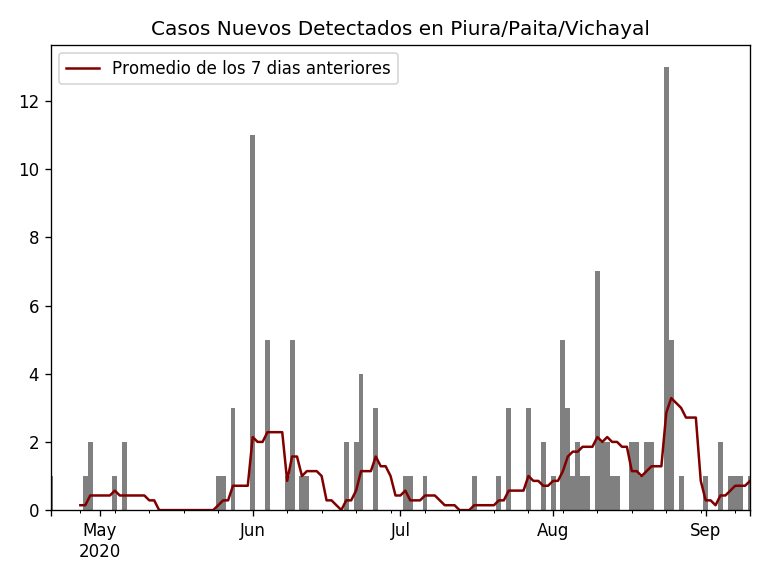 Casos Nuevos Detectados en Piura/Paita/Vichayal
Promedio de los 7 dias anteriores
12
10
8
6
4
2
0
May Jun Jul Aug Sep
2020